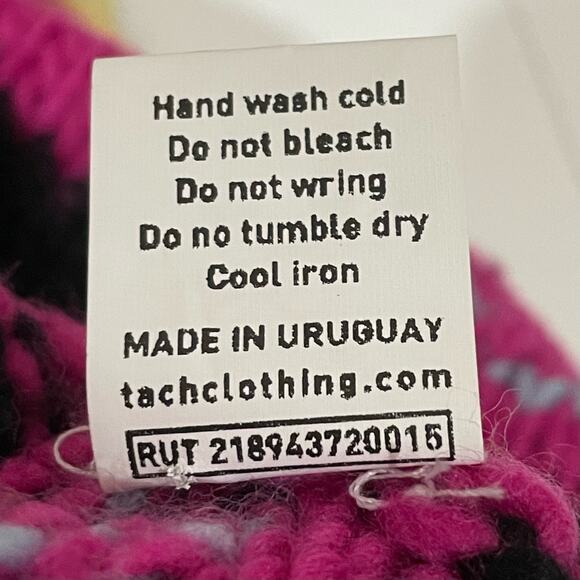 Hand wash cold
Do not bleach
Do not wring
Do no tumble dry
Cool iron
MADE IN URUGUAY
tachclothing.com
RUT 218943720015